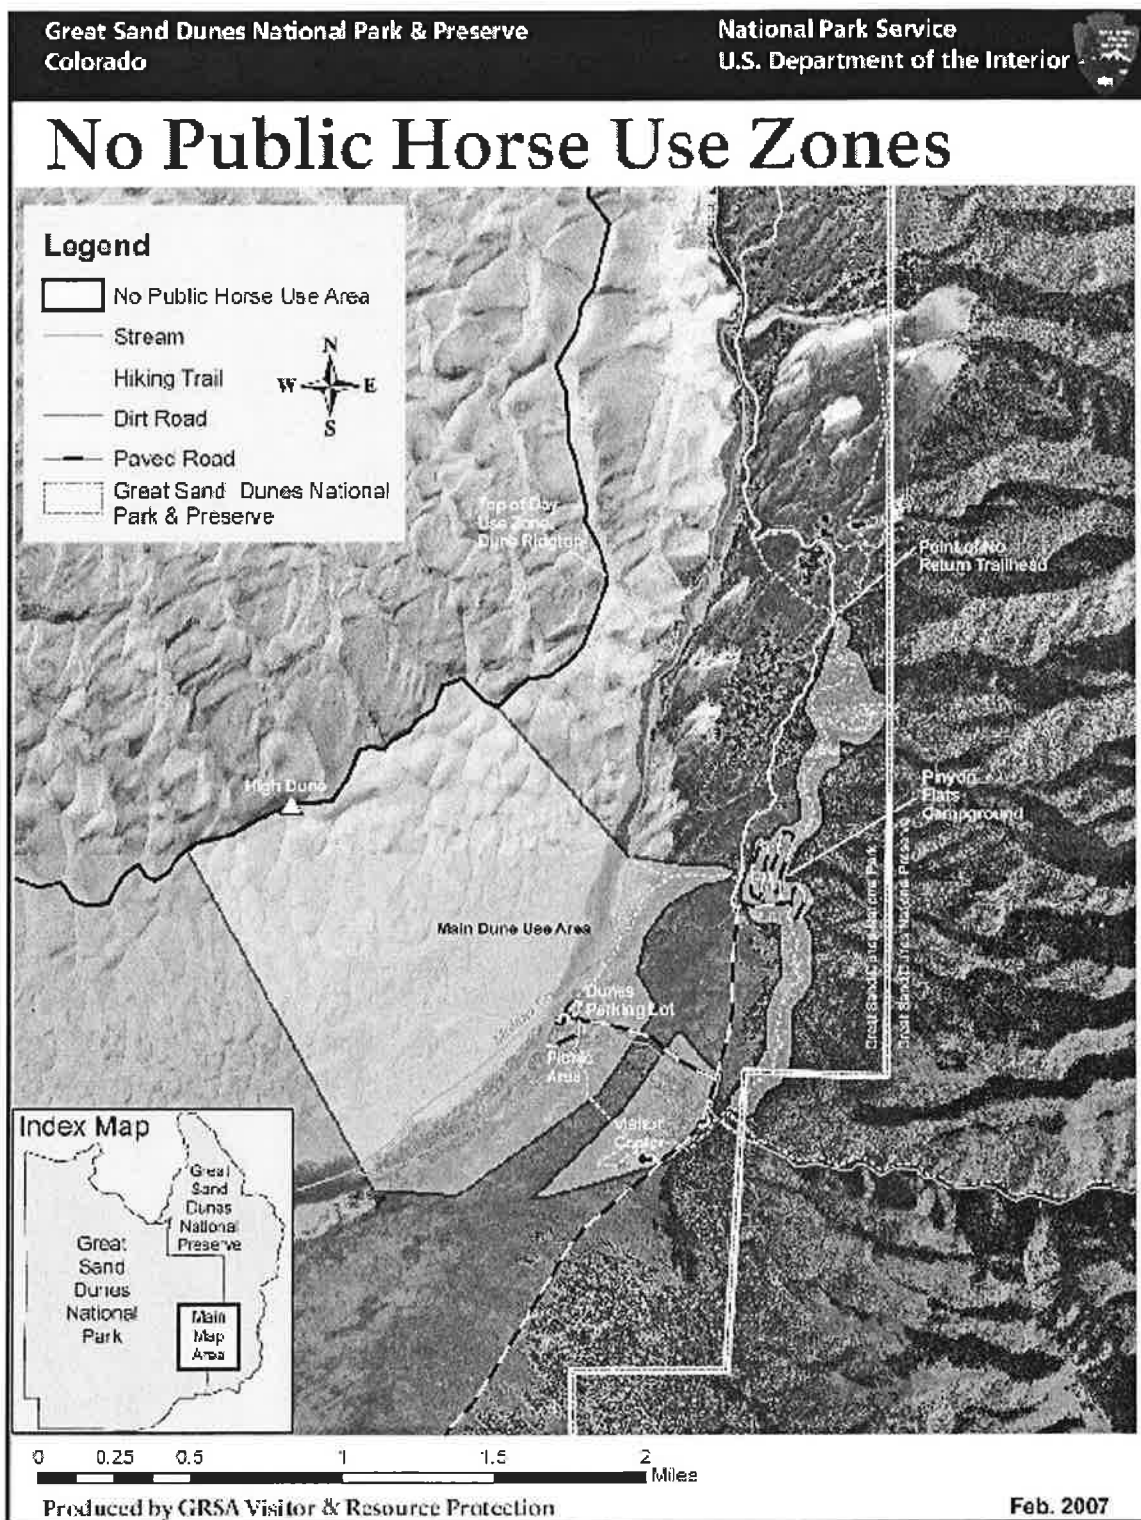 Great Sand Dunes National Park & Preserve
Colorado
National Park Service
U.S. Department of the Interior
No Public Horse Use Zones
Legend
No Public Horse Use Area
Stream
Hiking Trail
Dirt Road
Paved Road
Great Sand Dunes National
Park & Preserve
N
W E
S
Top of Day
Use Zone,
Dune Ridgetop
Point of No
Return Trailhead
High Dune
Pinyon
Flats
Campground
Great Sand Dunes National Park
Great Sand Dunes National Preserve
Main Dune Use Area
Dunes
Parking Lot
Picnic
Area
Visitor
Center
Index Map
Great
Sand
Dunes
National
Preserve
Great
Sand
Dunes
National
Park
Main
Map
Area
0 0.25 0.5 1 1.5 2
Miles
Produced by GRSA Visitor & Resource Protection
Feb. 2007